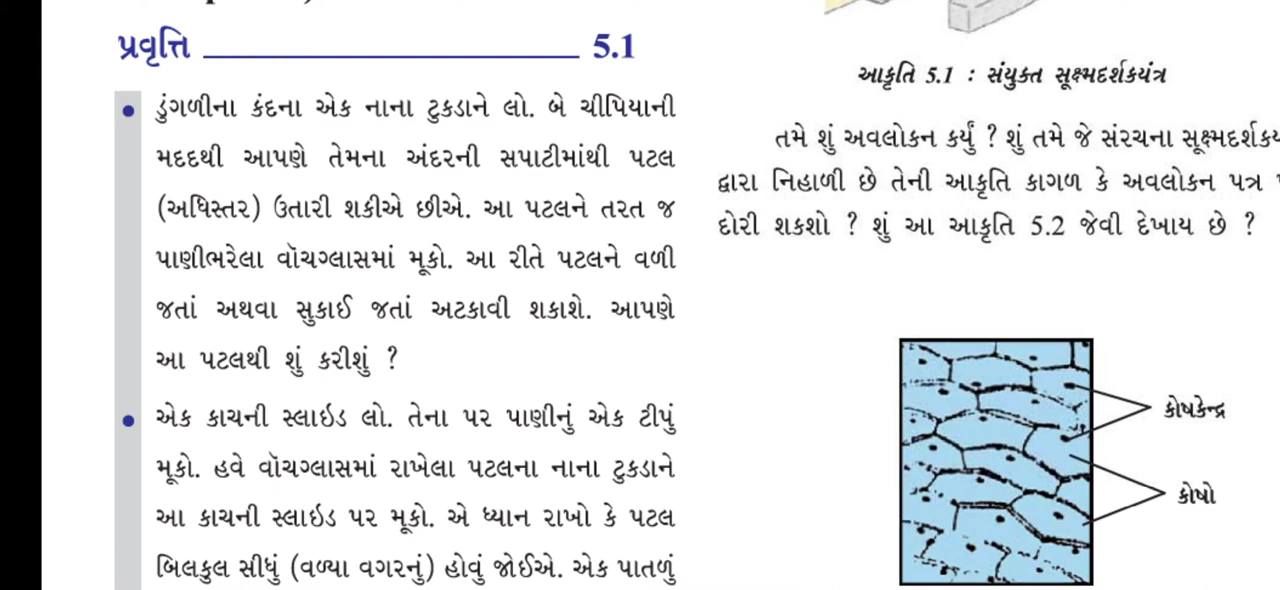 પ્રવૃત્તિ 5.1
• ડુંગળીના કંદના એક નાના ટુકડાને લો. બે ચીપિયાની
મદદથી આપણે તેમના અંદરની સપાટીમાંથી પટલ
(અધિસ્તર) ઉતારી શકીએ છીએ. આ પટલને તરત જ
પાણીભરેલા વૉચગ્લાસમાં મૂકો. આ રીતે પટલને વળી
જતાં અથવા સુકાઈ જતાં અટકાવી શકાશે. આપણે
આ પટલથી શું કરીશું ?
• એક કાચની સ્લાઇડ લો. તેના પર પાણીનું એક ટીપું
મૂકો. હવે વૉચગ્લાસમાં રાખેલા પટલના નાના ટુકડાને
આ કાચની સ્લાઇડ પર મૂકો. એ ધ્યાન રાખો કે પટલ
બિલકુલ સીધું (વળ્યા વગરનું) હોવું જોઈએ. એક પાતળું
આકૃતિ 5.1 : સંયુક્ત સૂક્ષ્મદર્શકયંત્ર
તમે શું અવલોકન કર્યું ? શું તમે જે સંરચના
દ્વારા નિહાળી છે તેની આકૃતિ કાગળ કે અવલોકન પત્ર
દોરી શકશો ? શું આ આકૃતિ 5.2 જેવી દેખાય છે ?
કોષકેન્દ્ર
કોષો